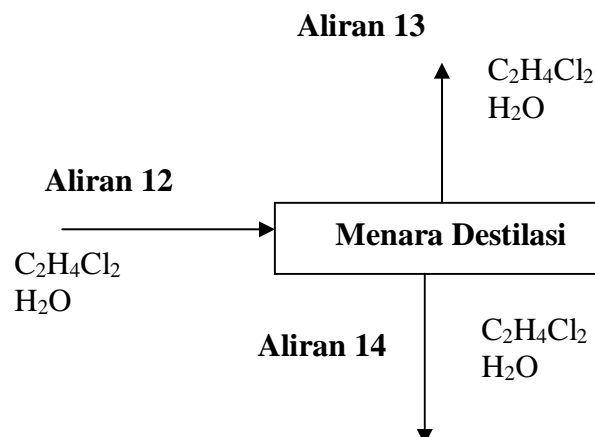 Aliran 13
C₂H₄Cl₂
H₂O
Aliran 12
C₂H₄Cl₂
H₂O
Menara Destilasi
Aliran 14
C₂H₄Cl₂
H₂O